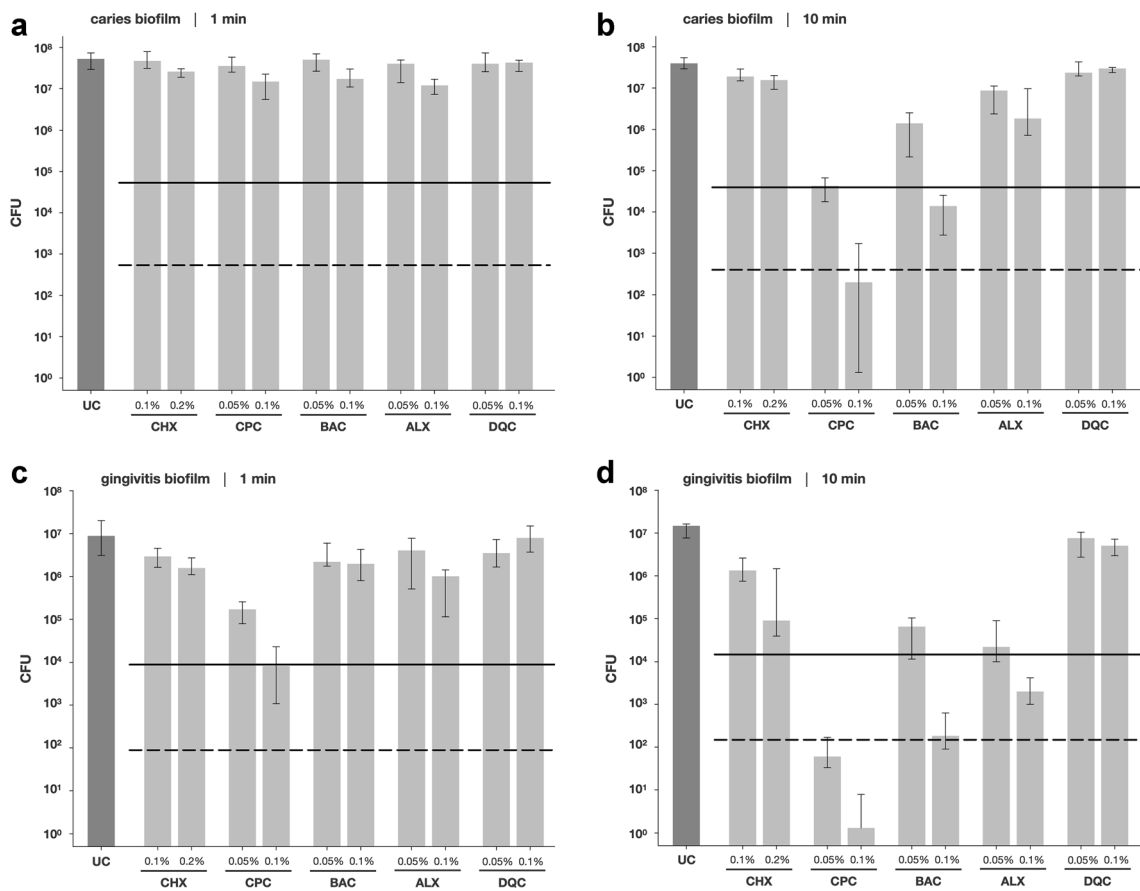 a
caries biofilm | 1 min
10⁸
10⁷
10⁶
10⁵
10⁴
10³
10²
10¹
10⁰
CFU
UC
0.1% 0.2% 0.05% 0.1% 0.05% 0.1% 0.05% 0.1% 0.05% 0.1%
CHX CPC BAC ALX DQC
b
caries biofilm | 10 min
10⁸
10⁷
10⁶
10⁵
10⁴
10³
10²
10¹
10⁰
CFU
UC
0.1% 0.2% 0.05% 0.1% 0.05% 0.1% 0.05% 0.1% 0.05% 0.1%
CHX CPC BAC ALX DQC
c
gingivitis biofilm | 1 min
10⁸
10⁷
10⁶
10⁵
10⁴
10³
10²
10¹
10⁰
CFU
UC
0.1% 0.2% 0.05% 0.1% 0.05% 0.1% 0.05% 0.1% 0.05% 0.1%
CHX CPC BAC ALX DQC
d
gingivitis biofilm | 10 min
10⁸
10⁷
10⁶
10⁵
10⁴
10³
10²
10¹
10⁰
CFU
UC
0.1% 0.2% 0.05% 0.1% 0.05% 0.1% 0.05% 0.1% 0.05% 0.1%
CHX CPC BAC ALX DQC